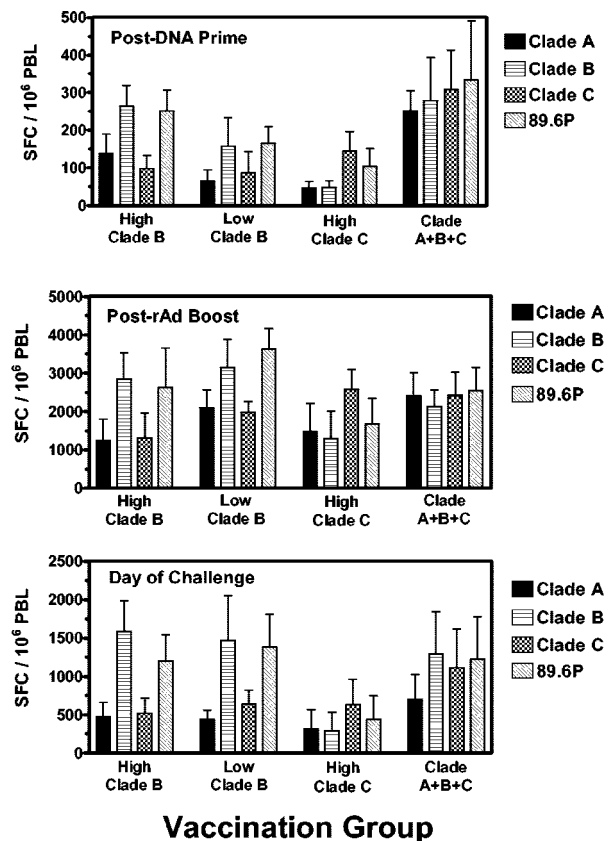 Post-DNA Prime
SFC / 10⁶ PBL
500
400
300
200
100
0
High Clade B
Low Clade B
High Clade C
Clade A+B+C
Clade A
Clade B
Clade C
89.6P
Post-rAd Boost
SFC / 10⁶ PBL
5000
4000
3000
2000
1000
0
High Clade B
Low Clade B
High Clade C
Clade A+B+C
Clade A
Clade B
Clade C
89.6P
Day of Challenge
SFC / 10⁶ PBL
2500
2000
1500
1000
500
0
High Clade B
Low Clade B
High Clade C
Clade A+B+C
Clade A
Clade B
Clade C
89.6P
Vaccination Group